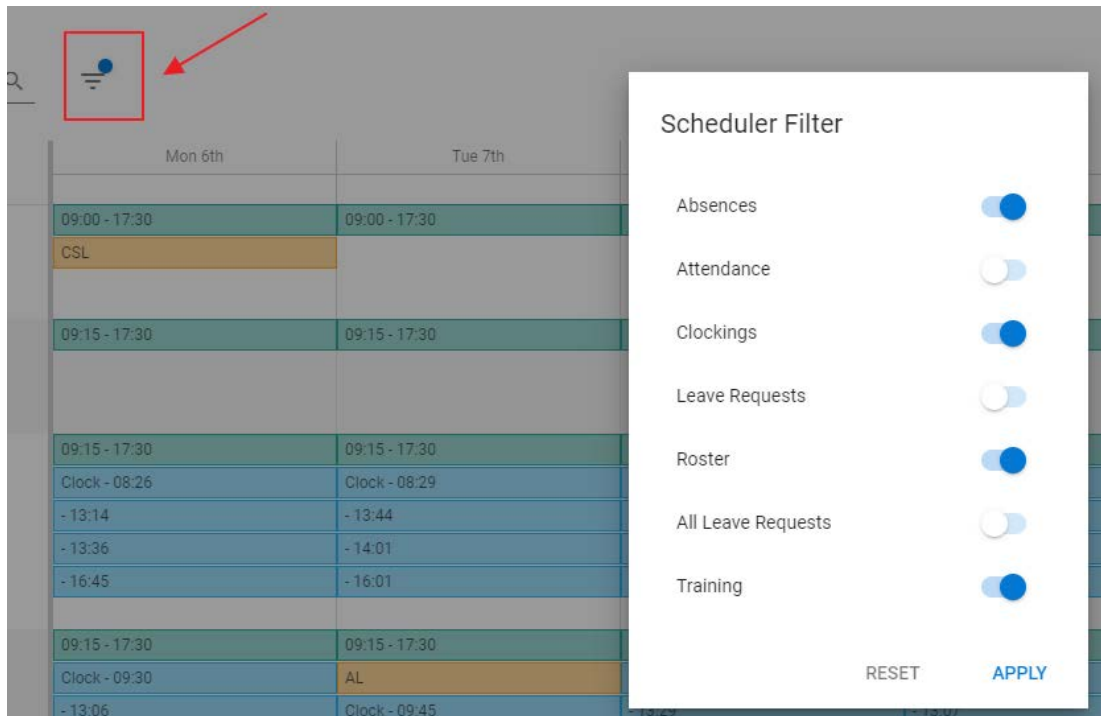 Scheduler Filter
Mon 6th Tue 7th
Absences
09:00 - 17:30 09:00 - 17:30
CSL
Attendance
Clockings
09:15 - 17:30 09:15 - 17:30
Leave Requests
09:15 - 17:30 09:15 - 17:30
Roster
Clock - 08:26 Clock - 08:29
- 13:14 - 13:44
All Leave Requests
- 13:36 - 14:01
- 16:45 - 16:01
Training
09:15 - 17:30 09:15 - 17:30
Clock - 09:30 AL
RESET APPLY
- 13:06 Clock - 09:45 - 13:29 - 13:07